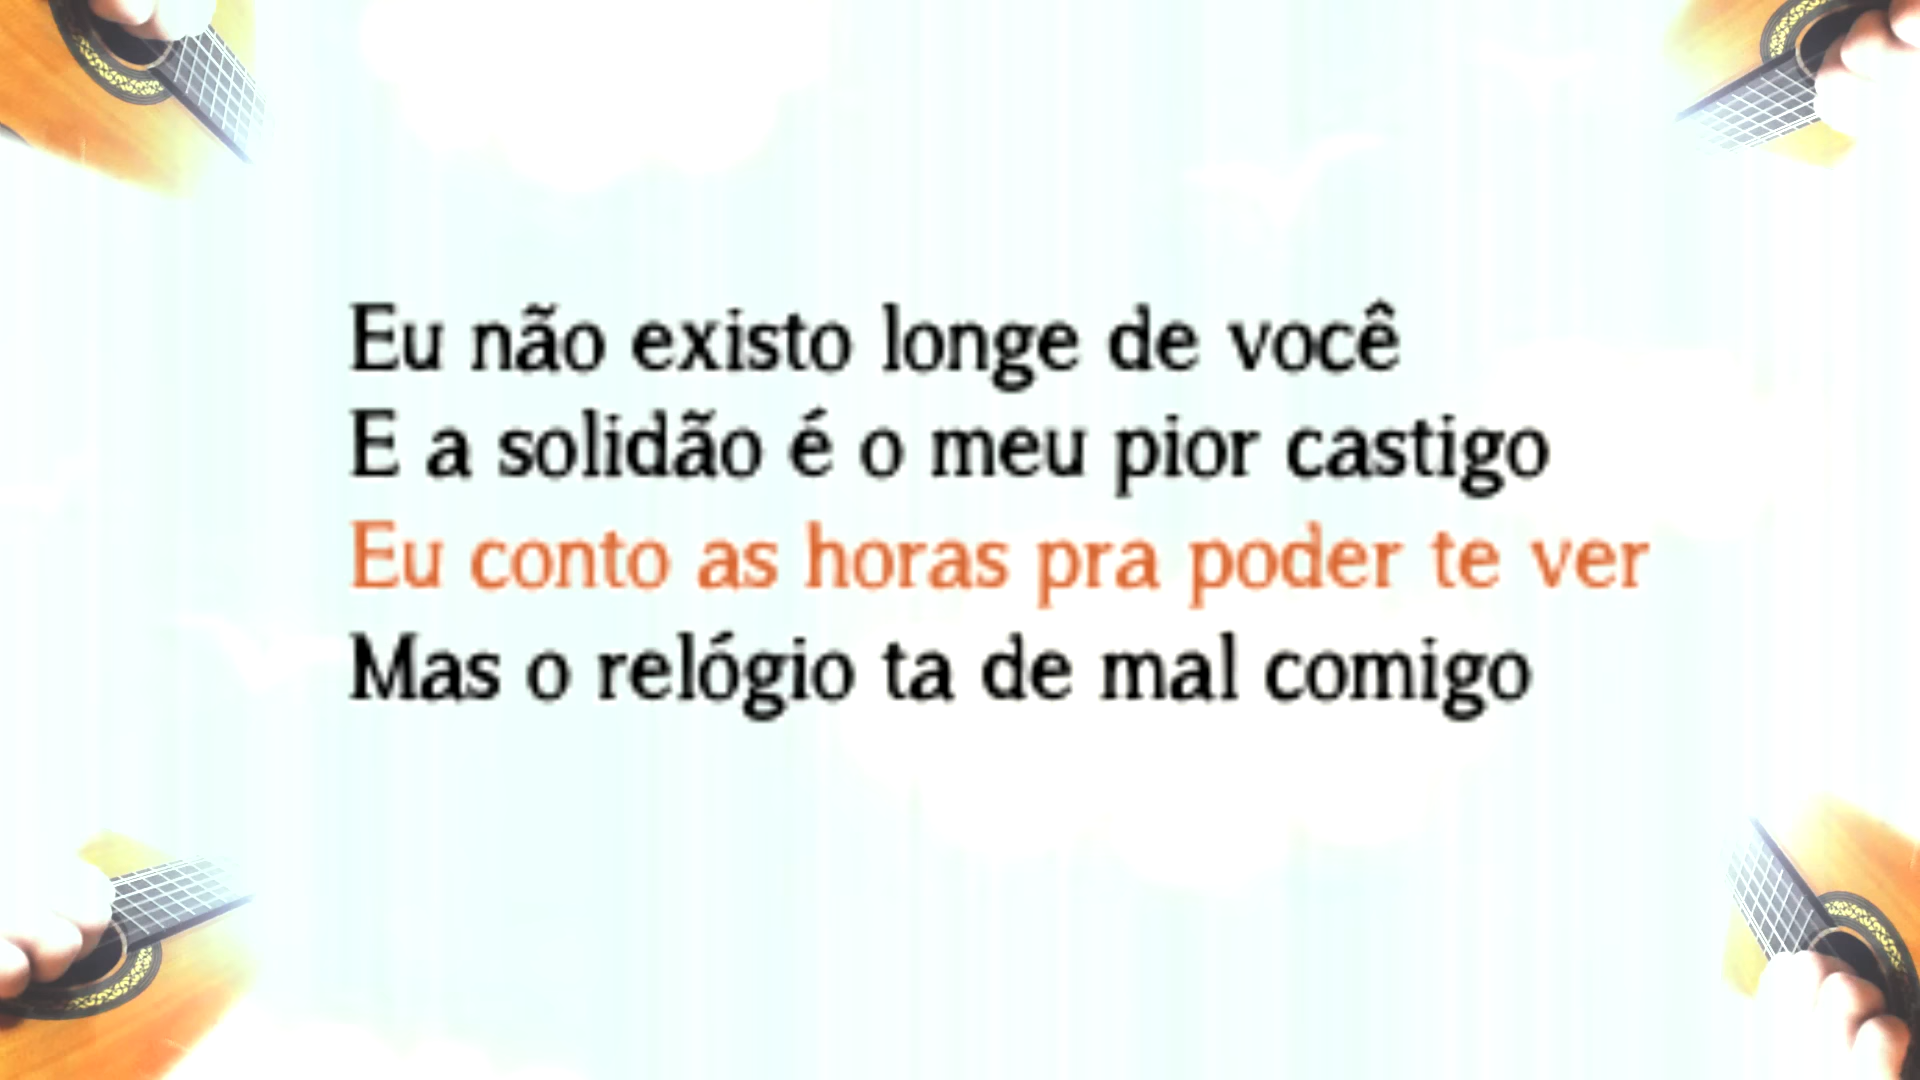 Eu não existo longe de você
E a solidão é o meu pior castigo
Eu conto as horas pra poder te ver
Mas o relógio ta de mal comigo